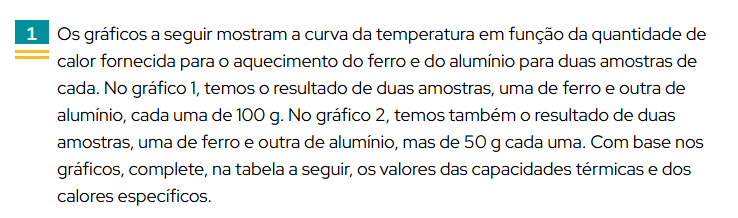 1 Os gráficos a seguir mostram a curva da temperatura em função da quantidade de
calor fornecida para o aquecimento do ferro e do alumínio para duas amostras de
cada. No gráfico 1, temos o resultado de duas amostras, uma de ferro e outra de
alumínio, cada uma de 100 g. No gráfico 2, temos também o resultado de duas
amostras, uma de ferro e outra de alumínio, mas de 50 g cada uma. Com base nos
gráficos, complete, na tabela a seguir, os valores das capacidades térmicas e dos
calores específicos.